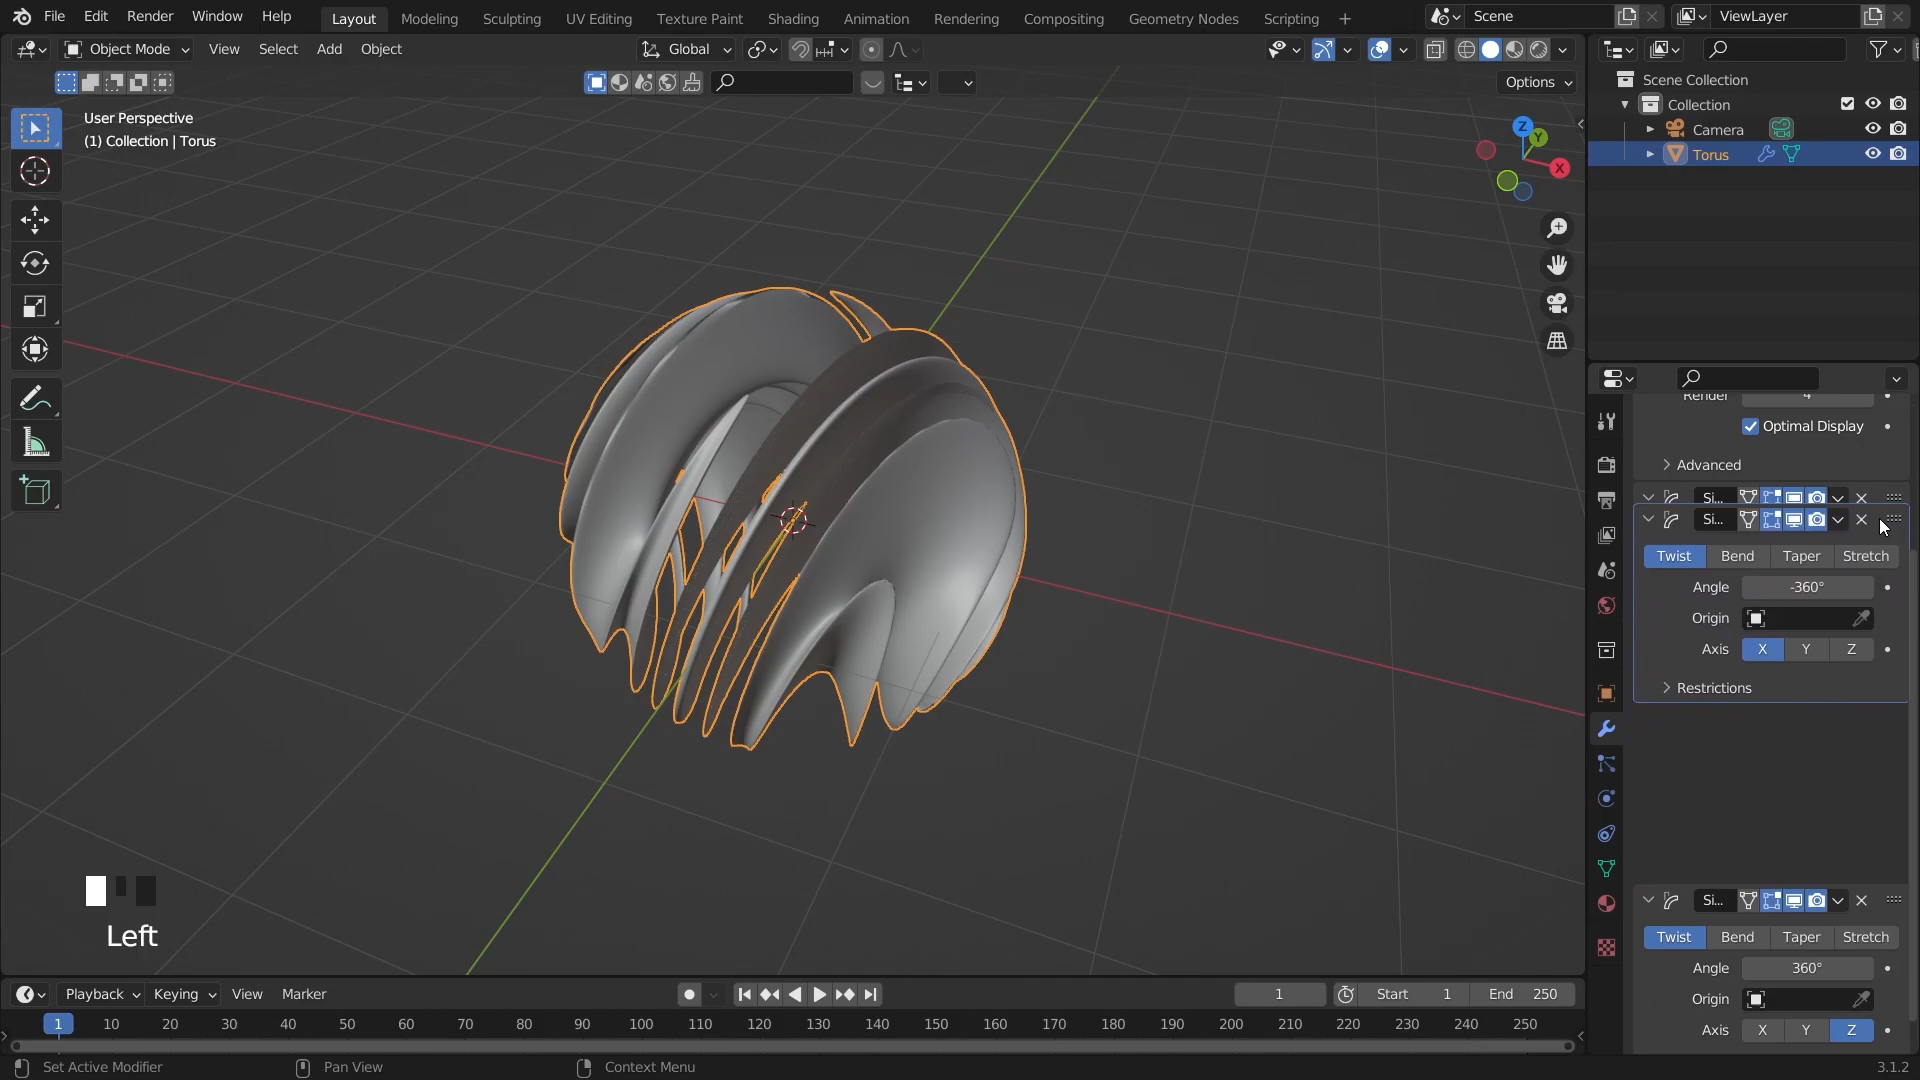 File Edit Render Window Help Layout Modeling Sculpting UV Editing Texture Paint Shading Animation Rendering Compositing Geometry Nodes Scripting Scene ViewLayer
Object Mode View Select Add Object Global
Options
User Perspective
(1) Collection | Torus
Z
Y
X
Scene Collection
Collection
Camera
Torus
Render 4
Optimal Display
Advanced
Si...
Si...
Twist Bend Taper Stretch
Angle -360°
Origin
Axis X Y Z
Restrictions
Si...
Twist Bend Taper Stretch
Angle 360°
Origin
Axis X Y Z
Left
Playback Keying View Marker 1 Start 1 End 250
1 10 20 30 40 50 60 70 80 90 100 110 120 130 140 150 160 170 180 190 200 210 220 230 240 250
Set Active Modifier Pan View Context Menu 3.1.2